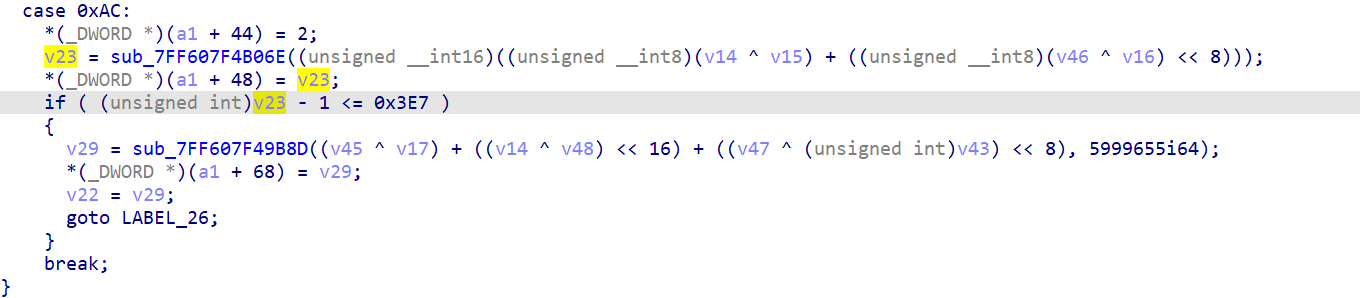 case 0xAC:
*(_DWORD *)(a1 + 44) = 2;
v23 = sub_7FF607F4B06E((unsigned __int16)((unsigned __int8)(v14 ^ v15) + ((unsigned __int8)(v46 ^ v16) << 8)));
*(_DWORD *)(a1 + 48) = v23;
if ( (unsigned int)v23 - 1 <= 0x3E7 )
{
v29 = sub_7FF607F49B8D((v45 ^ v17) + ((v14 ^ v48) << 16) + ((v47 ^ (unsigned int)v43) << 8), 5999655i64);
*(_DWORD *)(a1 + 68) = v29;
v22 = v29;
goto LABEL_26;
}
break;
}